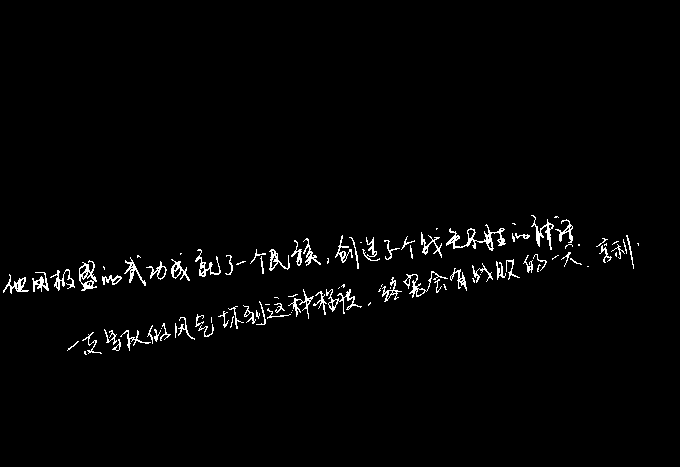 他用极盛的武功成就了一个民族,创造了个战无不胜的神话
一支军队的风气坏到这种程度,终究会有战败的一天.亨利.